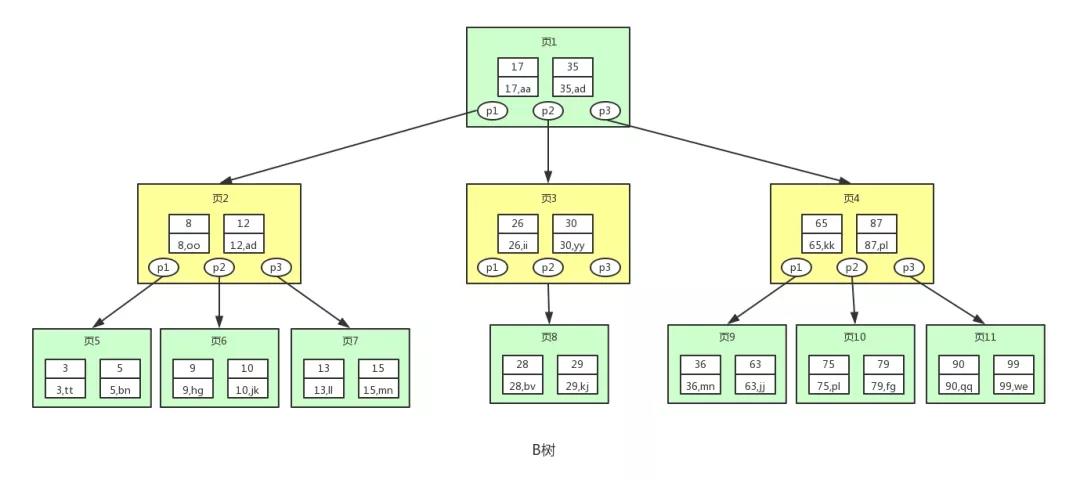 页1
17 35
17,aa 35,ad
p1 p2 p3
页2 页3 页4
8 12 26 30 65 87
8,oo 12,ad 26,ii 30,yy 65,kk 87,pl
p1 p2 p3 p1 p2 p3 p1 p2 p3
页5 页6 页7 页8 页9 页10 页11
3 5 9 10 13 15 28 29 36 63 75 79 90 99
3,tt 5,bn 9,hg 10,jk 13,ll 15,mn 28,bv 29,kj 36,mn 63,jj 75,pl 79,fg 90,qq 99,we
B树